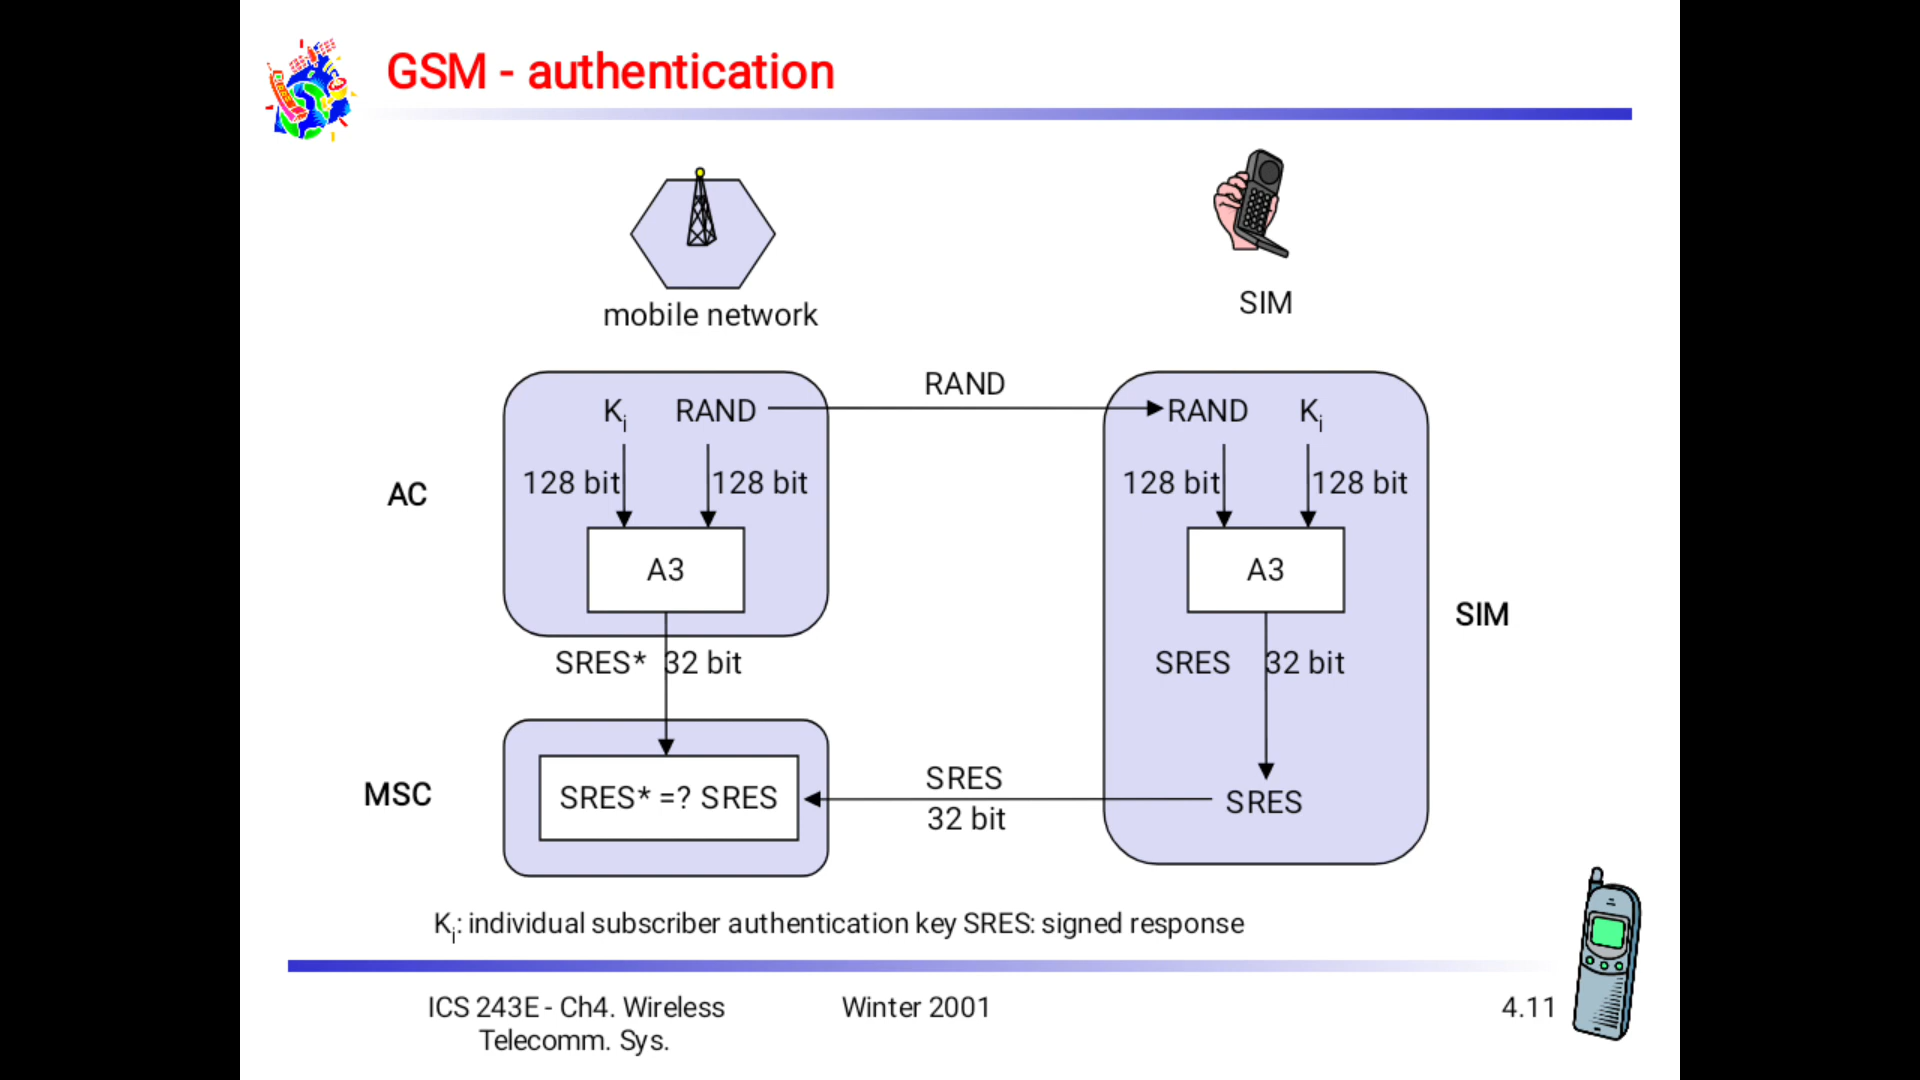 GSM - authentication
mobile network
SIM
RAND
Ki RAND
RAND Ki
128 bit 128 bit
128 bit 128 bit
AC
A3
A3
SIM
SRES* 32 bit
SRES 32 bit
MSC
SRES* =? SRES
SRES
32 bit
SRES
Ki: individual subscriber authentication key SRES: signed response
ICS 243E - Ch4. Wireless
Telecomm. Sys.
Winter 2001
4.11